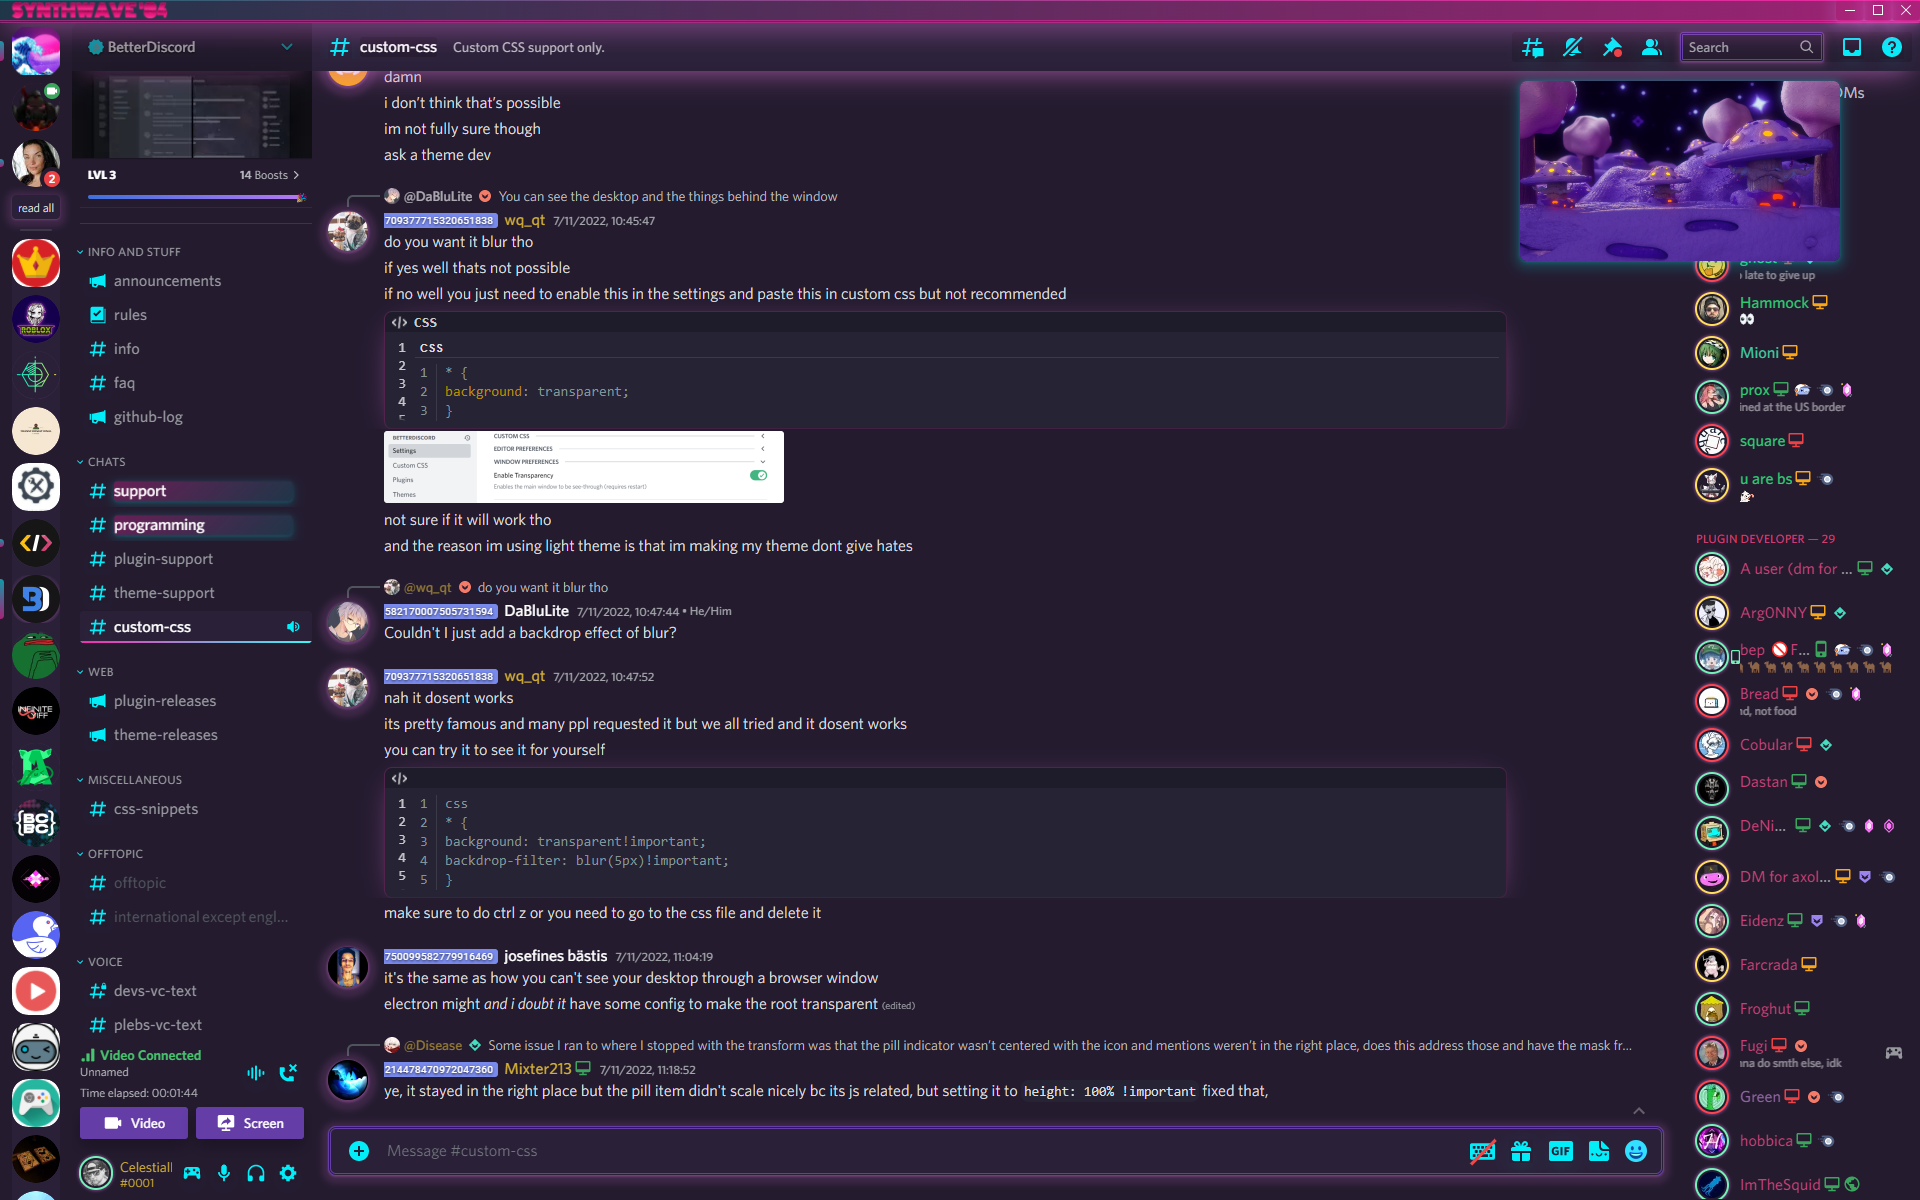 SYNTHWAVE'84
BetterDiscord
# custom-css Custom CSS support only.
Search
LVL 3 14 Boosts
read all
2
INFO AND STUFF
announcements
rules
info
faq
github-log
CHATS
support
programming
plugin-support
theme-support
custom-css
WEB
plugin-releases
theme-releases
MISCELLANEOUS
css-snippets
OFFTOPIC
offtopic
international except engl...
VOICE
devs-vc-text
plebs-vc-text
Video Connected
Unnamed
Time elapsed: 00:01:44
Video Screen
Celestiall
#0001
ROBLOX
INFINITE
</>
{BC
BC}
damn
i don't think that's possible
im not fully sure though
ask a theme dev
@DaBluLite You can see the desktop and the things behind the window
709377715320651838 wq_qt 7/11/2022, 10:45:47
do you want it blur tho
if yes well thats not possible
if no well you just need to enable this in the settings and paste this in custom css but not recommended
</> CSS
1 CSS
2 1 * {
3 2 background: transparent;
4 3 }
BETTERDISCORD
Settings
Custom CSS
Plugins
Themes
CUSTOM CSS
EDITOR PREFERENCES
WINDOW PREFERENCES
Enable Transparency
Enables the main window to be see-through (requires restart)
not sure if it will work tho
and the reason im using light theme is that im making my theme dont give hates
@wq_qt do you want it blur tho
582170007505731594 DaBluLite 7/11/2022, 10:47:44 • He/Him
Couldn't I just add a backdrop effect of blur?
709377715320651838 wq_qt 7/11/2022, 10:47:52
nah it dosent works
its pretty famous and many ppl requested it but we all tried and it dosent works
you can try it to see it for yourself
</>
1 1 css
2 2 * {
3 3 background: transparent!important;
4 4 backdrop-filter: blur(5px)!important;
5 5 }
make sure to do ctrl z or you need to go to the css file and delete it
750099582779916469 josefines bästis 7/11/2022, 11:04:19
it's the same as how you can't see your desktop through a browser window
electron might and i doubt it have some config to make the root transparent (edited)
@Disease Some issue I ran to where I stopped with the transform was that the pill indicator wasn't centered with the icon and mentions weren't in the right place, does this address those and have the mask fr...
214478470972047360 Mixter213 7/11/2022, 11:18:52
ye, it stayed in the right place but the pill item didn't scale nicely bc its js related, but setting it to height: 100% !important fixed that,
Message #custom-css
GIF
DMs
ghost
late to give up
Hammock
Mioni
prox
ined at the US border
square
u are bs
PLUGIN DEVELOPER — 29
A user (dm for ...
Arg0NNY
bep F...
Bread
nd, not food
Cobular
Dastan
DeNi...
DM for axol...
Eidenz
Farcrada
Froghut
Fugi
nna do smth else, idk
Green
hobbica
ImTheSquid